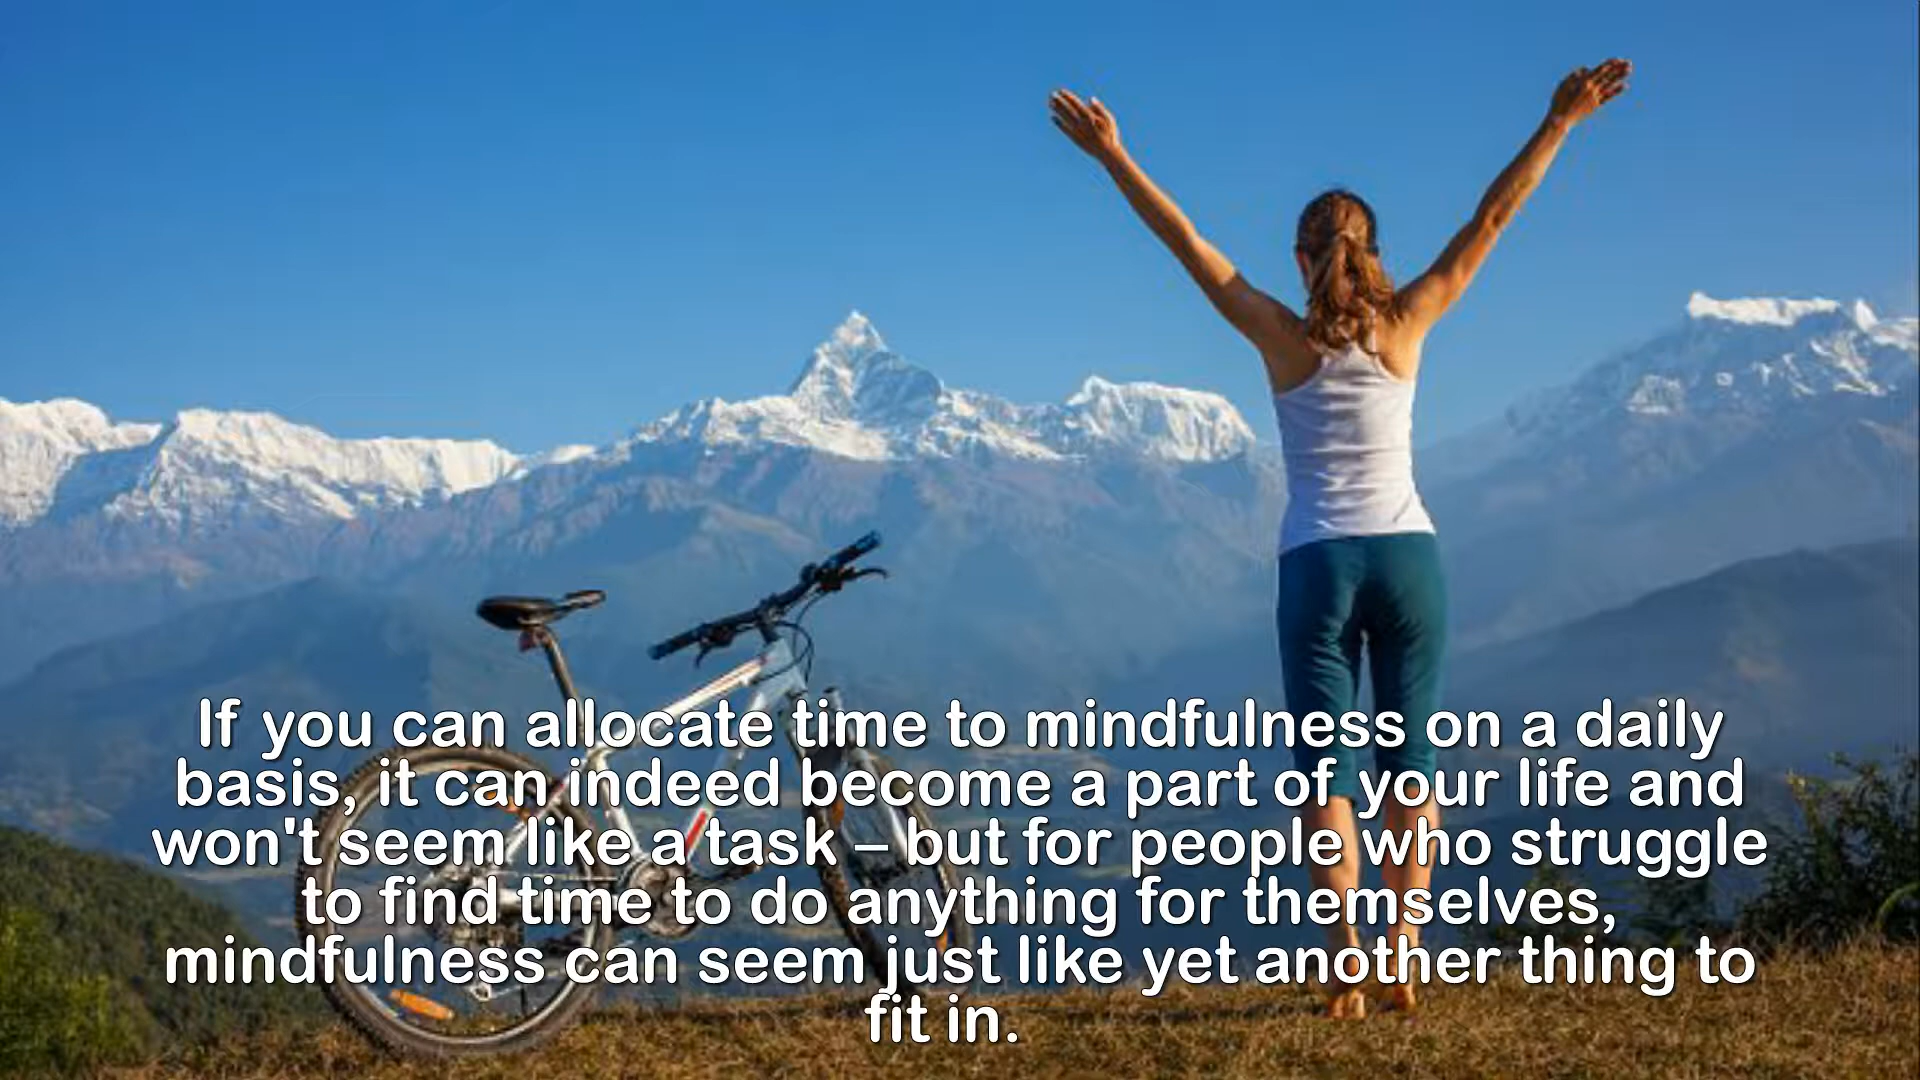 If you can allocate time to mindfulness on a daily
basis, it can indeed become a part of your life and
won't seem like a task – but for people who struggle
to find time to do anything for themselves,
mindfulness can seem just like yet another thing to
fit in.